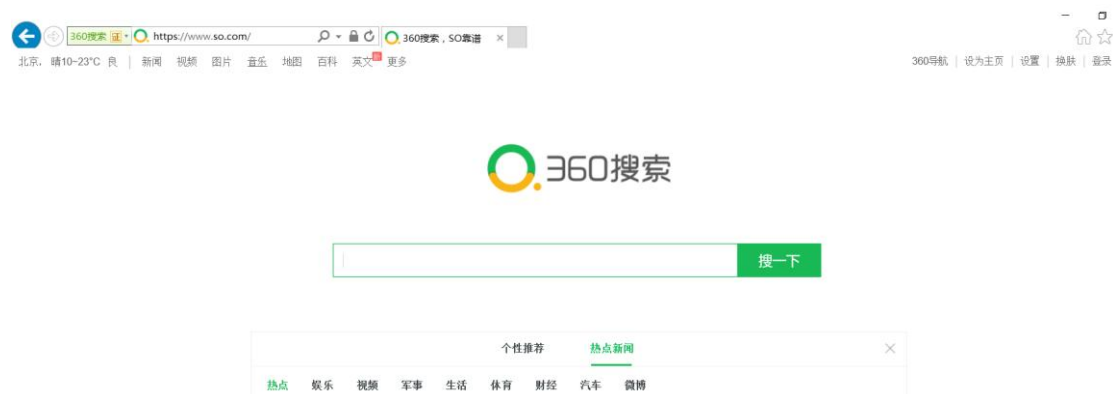 360搜索 证 https://www.so.com/ 360搜索，SO靠谱 ×
北京， 晴10~23°C 良 | 新闻 视频 图片 音乐 地图 百科 英文 更多 360导航 | 设为主页 | 设置 | 换肤 | 登录
360搜索
搜一下
个性推荐 热点新闻
热点 娱乐 视频 军事 生活 体育 财经 汽车 微博